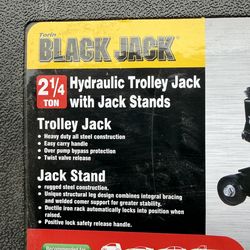 Torin
BLACK JACK
2 1/4 TON
Hydraulic Trolley Jack
with Jack Stands
Trolley Jack
• Heavy duty all steel construction
• Easy carry handle
• Over pump bypass protection
• Twist valve release
Jack Stand
• rugged steel construction.
• Unique structural leg design combines integral bracing
and welded comer support for greater stability.
• Ductile iron rack automatically locks into position when
raised.
• Positive lock safety release handle.